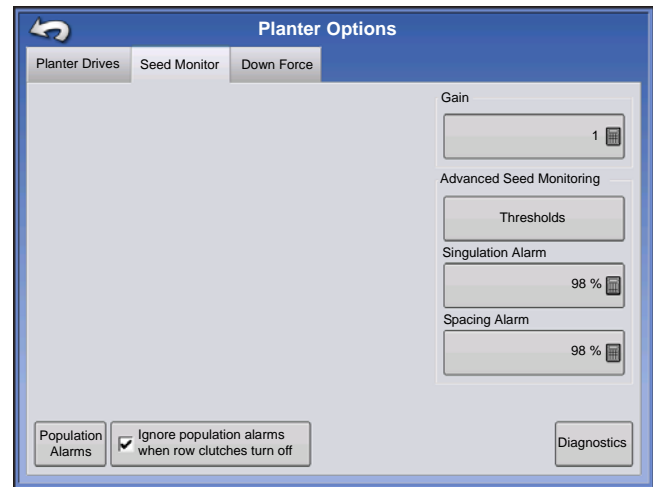 Planter Options
Planter Drives
Seed Monitor
Down Force
Gain
1
Advanced Seed Monitoring
Thresholds
Singulation Alarm
98 %
Spacing Alarm
98 %
Population
Alarms
Ignore population alarms
when row clutches turn off
Diagnostics